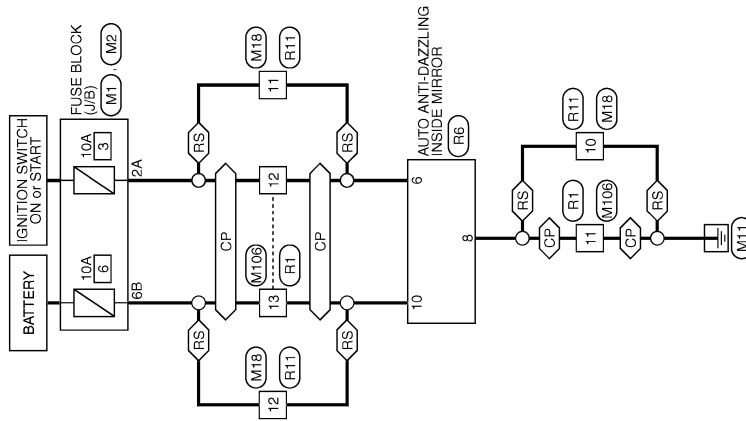 BATTERY
IGNITION SWITCH
ON or START
10A
6
10A
3
FUSE BLOCK
(J/B)
M1 , M2
6B
2A
RS
RS
CP
M18
R11
12
M106
R1
13
12
M18
R11
11
CP
RS
RS
10
6
AUTO ANTI-DAZZLING
INSIDE MIRROR
R6
8
RS
CP
R1
M106
11
R11
M18
10
CP
RS
M11